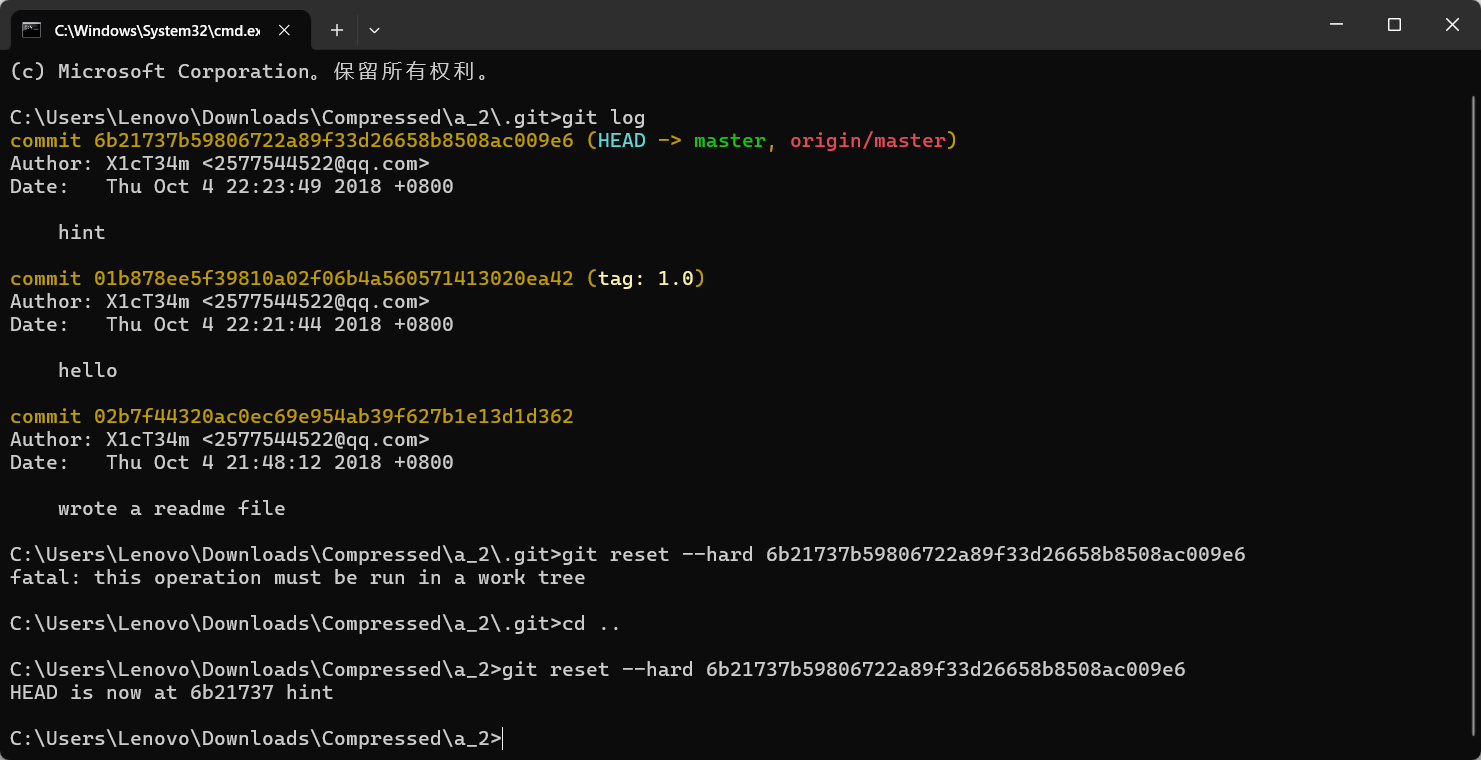 C:\Windows\System32\cmd.ex
(c) Microsoft Corporation。保留所有权利。
C:\Users\Lenovo\Downloads\Compressed\a_2\.git>git log
commit 6b21737b59806722a89f33d26658b8508ac009e6 (HEAD -> master, origin/master)
Author: X1cT34m <2577544522@qq.com>
Date:   Thu Oct 4 22:23:49 2018 +0800
    hint
commit 01b878ee5f39810a02f06b4a560571413020ea42 (tag: 1.0)
Author: X1cT34m <2577544522@qq.com>
Date:   Thu Oct 4 22:21:44 2018 +0800
    hello
commit 02b7f44320ac0ec69e954ab39f627b1e13d1d362
Author: X1cT34m <2577544522@qq.com>
Date:   Thu Oct 4 21:48:12 2018 +0800
    wrote a readme file
C:\Users\Lenovo\Downloads\Compressed\a_2\.git>git reset --hard 6b21737b59806722a89f33d26658b8508ac009e6
fatal: this operation must be run in a work tree
C:\Users\Lenovo\Downloads\Compressed\a_2\.git>cd ..
C:\Users\Lenovo\Downloads\Compressed\a_2>git reset --hard 6b21737b59806722a89f33d26658b8508ac009e6
HEAD is now at 6b21737 hint
C:\Users\Lenovo\Downloads\Compressed\a_2>